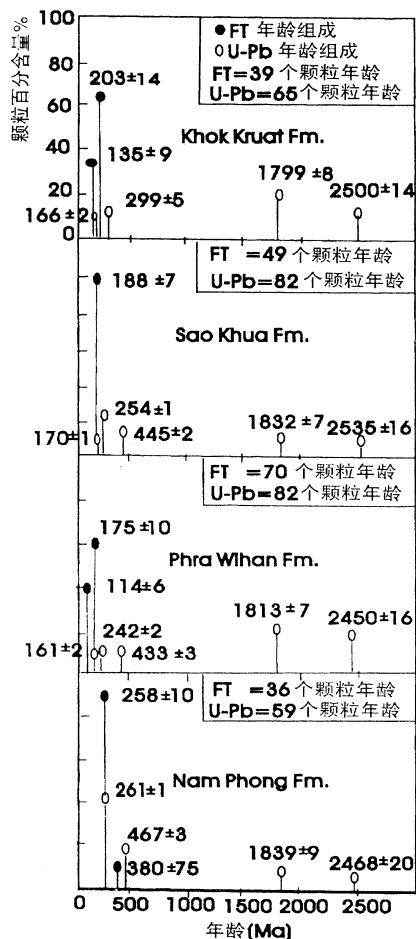 颗粒百分含量%
100
80
60
40
20
0
●FT 年龄组成
○U-Pb 年龄组成
FT=39 个颗粒年龄
U-Pb=65 个颗粒年龄
203±14
Khok Kruat Fm.
135±9
1799±8
2500±14
299±5
166±2
FT =49 个颗粒年龄
U-Pb=82 个颗粒年龄
188±7
Sao Khua Fm.
254±1
1832±7
2535±16
170±1
445±2
FT =70 个颗粒年龄
U-Pb=82 个颗粒年龄
175±10
Phra Wihan Fm.
114±6
1813±7
2450±16
242±2
161±2
433±3
FT =36 个颗粒年龄
U-Pb=59 个颗粒年龄
258±10
Nam Phong Fm.
261±1
467±3
1839±9
2468±20
380±75
0 500 1000 1500 2000 2500
年龄(Ma)